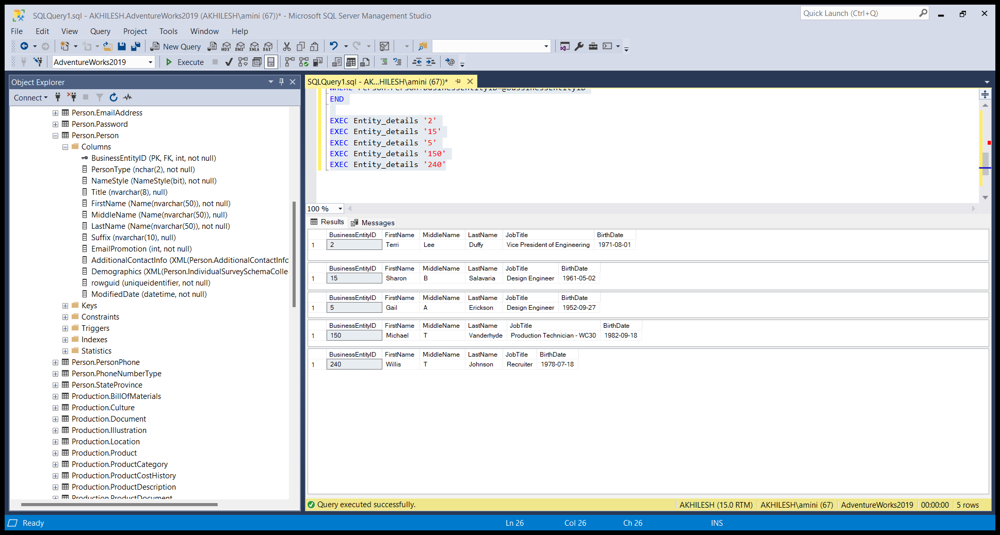 SQLQuery1.sql - AKHILESH.AdventureWorks2019 (AKHILESH\amini (67))* - Microsoft SQL Server Management Studio
Quick Launch (Ctrl+Q)
File Edit View Query Project Tools Window Help
New Query MDX DMX XMLA DAX
AdventureWorks2019 Execute
Object Explorer
Connect
Person.EmailAddress
Person.Password
Person.Person
Columns
BusinessEntityID (PK, FK, int, not null)
PersonType (nchar(2), not null)
NameStyle (NameStyle(bit), not null)
Title (nvarchar(8), null)
FirstName (Name(nvarchar(50)), not null)
MiddleName (Name(nvarchar(50)), null)
LastName (Name(nvarchar(50)), not null)
Suffix (nvarchar(10), null)
EmailPromotion (int, not null)
AdditionalContactInfo (XML(Person.AdditionalContactInfo
Demographics (XML(Person.IndividualSurveySchemaColle
rowguid (uniqueidentifier, not null)
ModifiedDate (datetime, not null)
Keys
Constraints
Triggers
Indexes
Statistics
Person.PersonPhone
Person.PhoneNumberType
Person.StateProvince
Production.BillOfMaterials
Production.Culture
Production.Document
Production.Illustration
Production.Location
Production.Product
Production.ProductCategory
Production.ProductCostHistory
Production.ProductDescription
Production.ProductDocument
SQLQuery1.sql - AK...HILESH\amini (67))*
END
EXEC Entity_details '2'
EXEC Entity_details '15'
EXEC Entity_details '5'
EXEC Entity_details '150'
EXEC Entity_details '240'
100 %
Results Messages
BusinessEntityID FirstName MiddleName LastName JobTitle BirthDate
1 2 Terri Lee Duffy Vice President of Engineering 1971-08-01
BusinessEntityID FirstName MiddleName LastName JobTitle BirthDate
1 15 Sharon B Salavaria Design Engineer 1961-05-02
BusinessEntityID FirstName MiddleName LastName JobTitle BirthDate
1 5 Gail A Erickson Design Engineer 1952-09-27
BusinessEntityID FirstName MiddleName LastName JobTitle BirthDate
1 150 Michael T Vanderhyde Production Technician - WC30 1982-09-18
BusinessEntityID FirstName MiddleName LastName JobTitle BirthDate
1 240 Willis T Johnson Recruiter 1978-07-18
Query executed successfully. AKHILESH (15.0 RTM) AKHILESH\amini (67) AdventureWorks2019 00:00:00 5 rows
Ready Ln 26 Col 26 Ch 26 INS